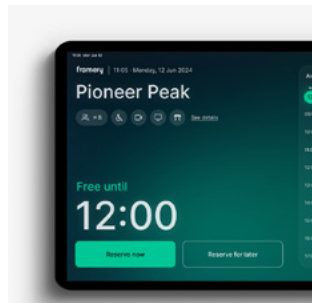 framery | 11:05 · Monday, 12 Jun 2024
Pioneer Peak
See details
Free until
12:00
Reserve now
Reserve for later